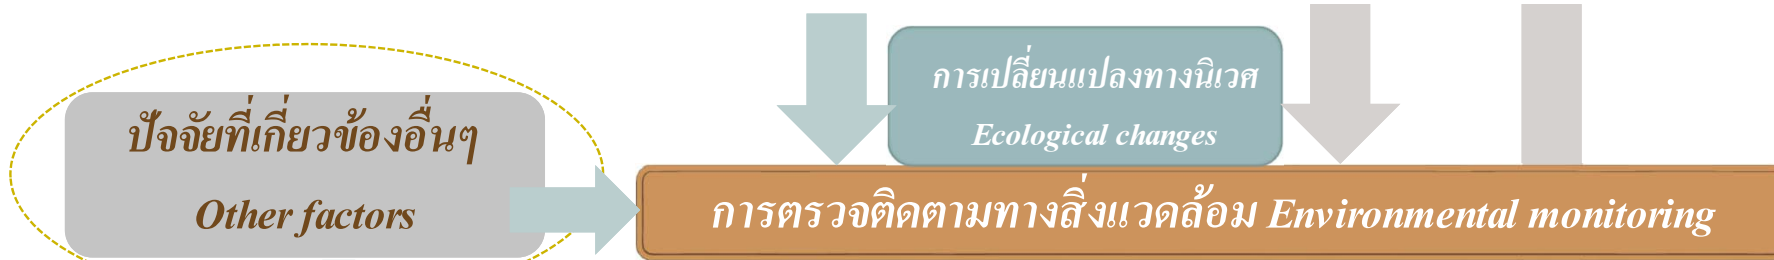 การเปลี่ยนแปลงทางนิเวศ
Ecological changes
ปัจจัยที่เกี่ยวข้องอื่นๆ
Other factors
การตรวจติดตามทางสิ่งแวดล้อม Environmental monitoring